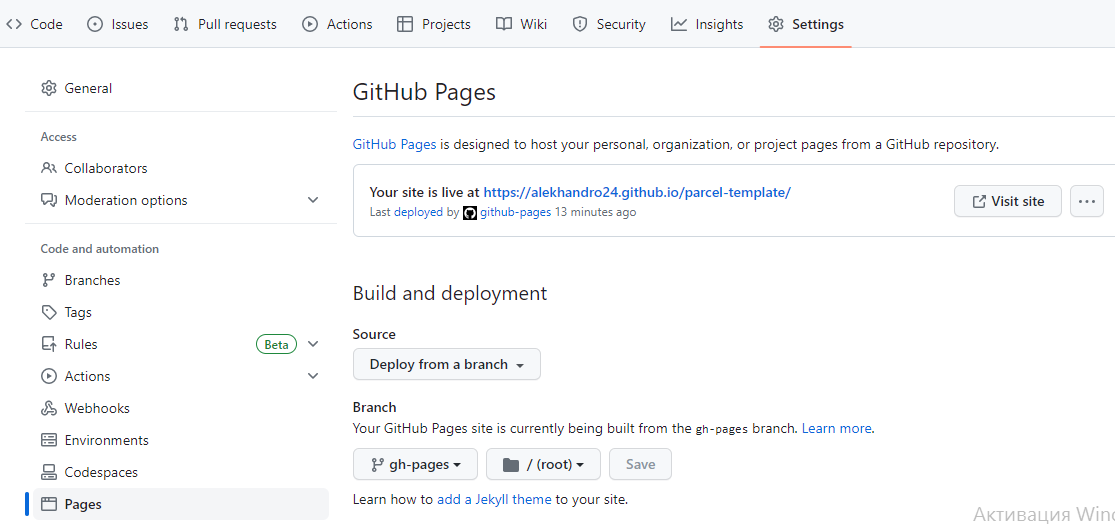 Code Issues Pull requests Actions Projects Wiki Security Insights Settings
General
Access
Collaborators
Moderation options
Code and automation
Branches
Tags
Rules Beta
Actions
Webhooks
Environments
Codespaces
Pages
GitHub Pages
GitHub Pages is designed to host your personal, organization, or project pages from a GitHub repository.
Your site is live at https://alekhandro24.github.io/parcel-template/
Last deployed by github-pages 13 minutes ago
Visit site
Build and deployment
Source
Deploy from a branch
Branch
Your GitHub Pages site is currently being built from the gh-pages branch. Learn more.
gh-pages / (root) Save
Learn how to add a Jekyll theme to your site.
Активация Wind